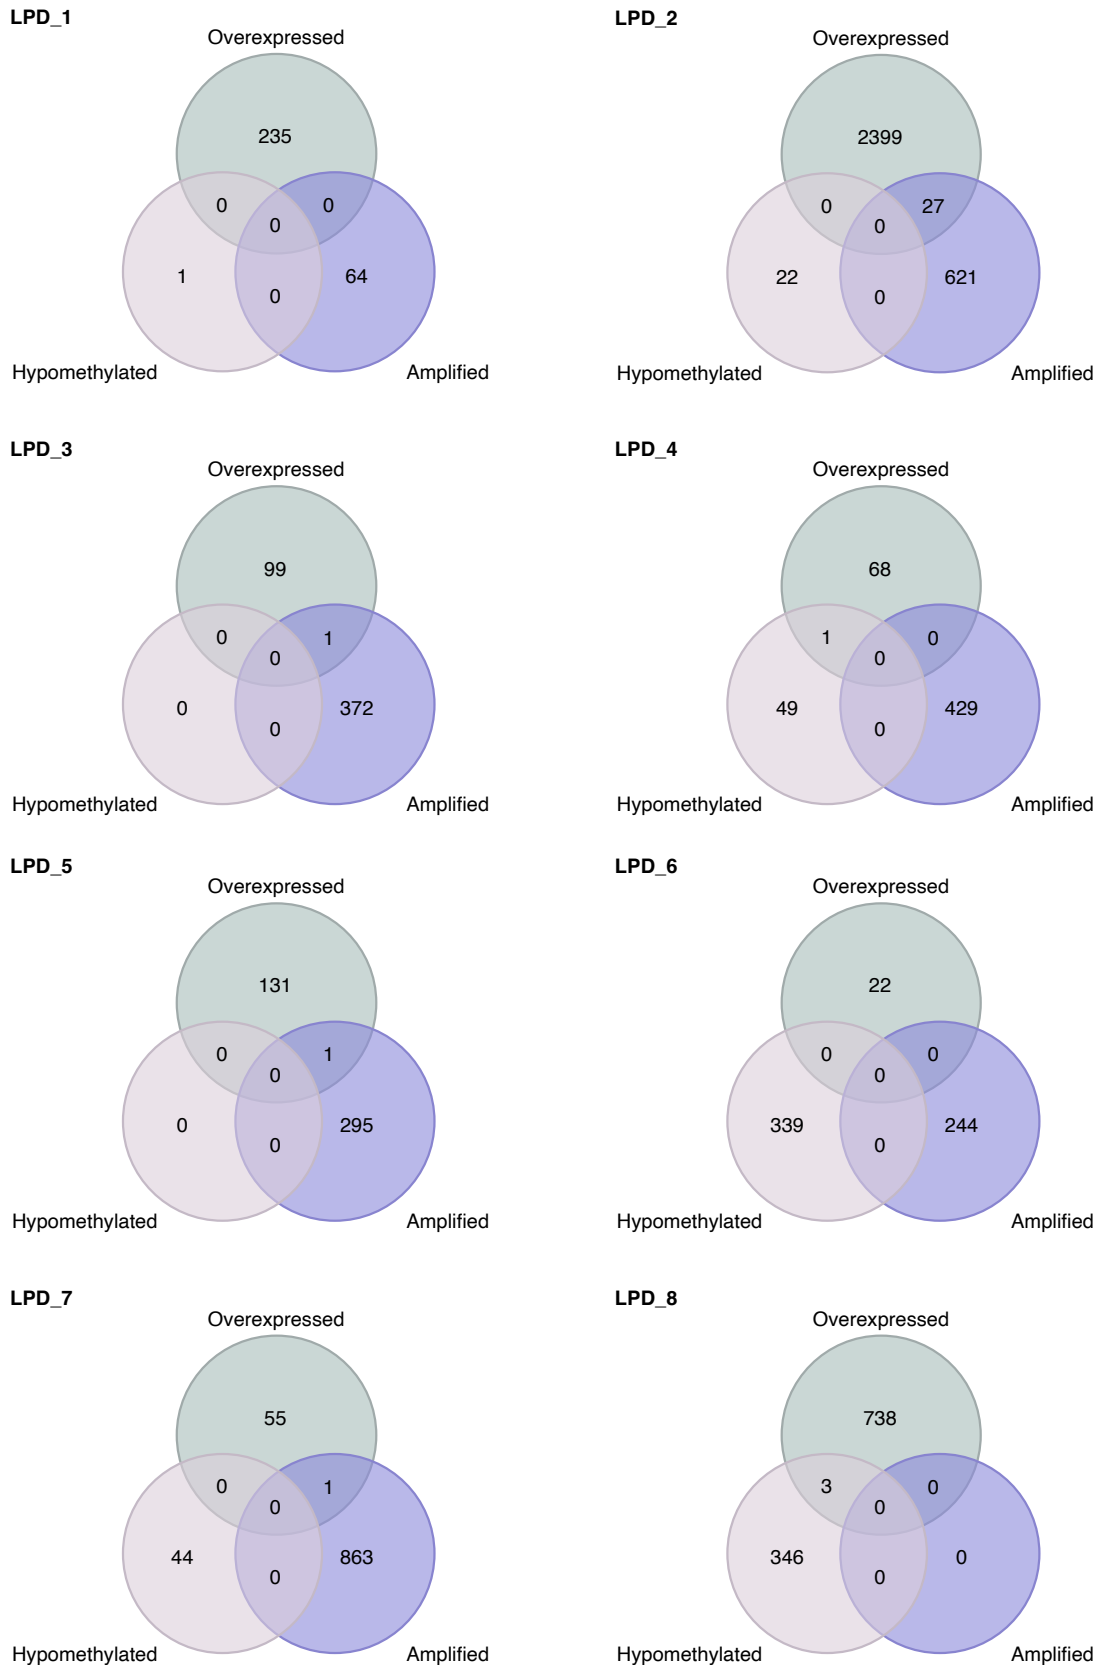 LPD_1
Overexpressed
235
0
0
0
1
64
0
Hypomethylated
Amplified
LPD_2
Overexpressed
2399
0
27
0
22
621
0
Hypomethylated
Amplified
LPD_3
Overexpressed
99
0
1
0
0
372
0
Hypomethylated
Amplified
LPD_4
Overexpressed
68
1
0
0
49
429
0
Hypomethylated
Amplified
LPD_5
Overexpressed
131
0
1
0
0
295
0
Hypomethylated
Amplified
LPD_6
Overexpressed
22
0
0
0
339
244
0
Hypomethylated
Amplified
LPD_7
Overexpressed
55
0
1
0
44
863
0
Hypomethylated
Amplified
LPD_8
Overexpressed
738
3
0
0
346
0
0
Hypomethylated
Amplified